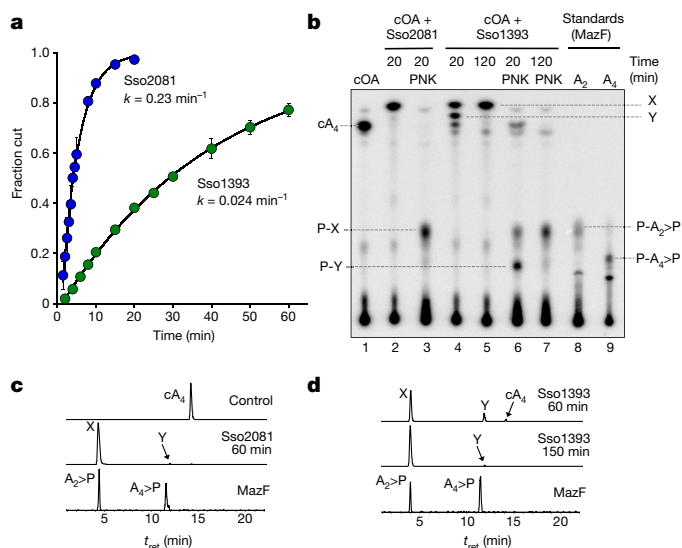 a
Fraction cut
1.0
0.8
0.6
0.4
0.2
0
0 10 20 30 40 50 60
Time (min)
Sso2081
k = 0.23 min⁻¹
Sso1393
k = 0.024 min⁻¹
b
cOA + Sso2081
cOA + Sso1393
Standards (MazF)
20 20 20 120 20 120 Time (min)
cOA PNK PNK PNK A₂ A₄
cA₄
X
Y
P-X
P-Y
P-A₂>P
P-A₄>P
1 2 3 4 5 6 7 8 9
c
cA₄
Control
X
Y
Sso2081
60 min
A₂>P
A₄>P
MazF
5 10 15 20
t ret (min)
d
X
Y
cA₄
Sso1393
60 min
Y
Sso1393
150 min
A₂>P
A₄>P
MazF
5 10 15 20
t ret (min)